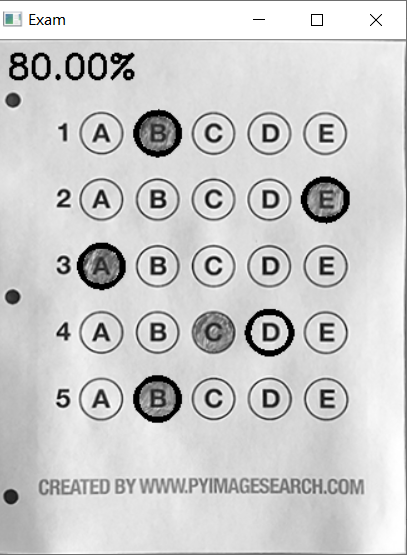 Exam
80.00%
1 A B C D E
2 A B C D E
3 A B C D E
4 A B C D E
5 A B C D E
CREATED BY WWW.PYIMAGESEARCH.COM